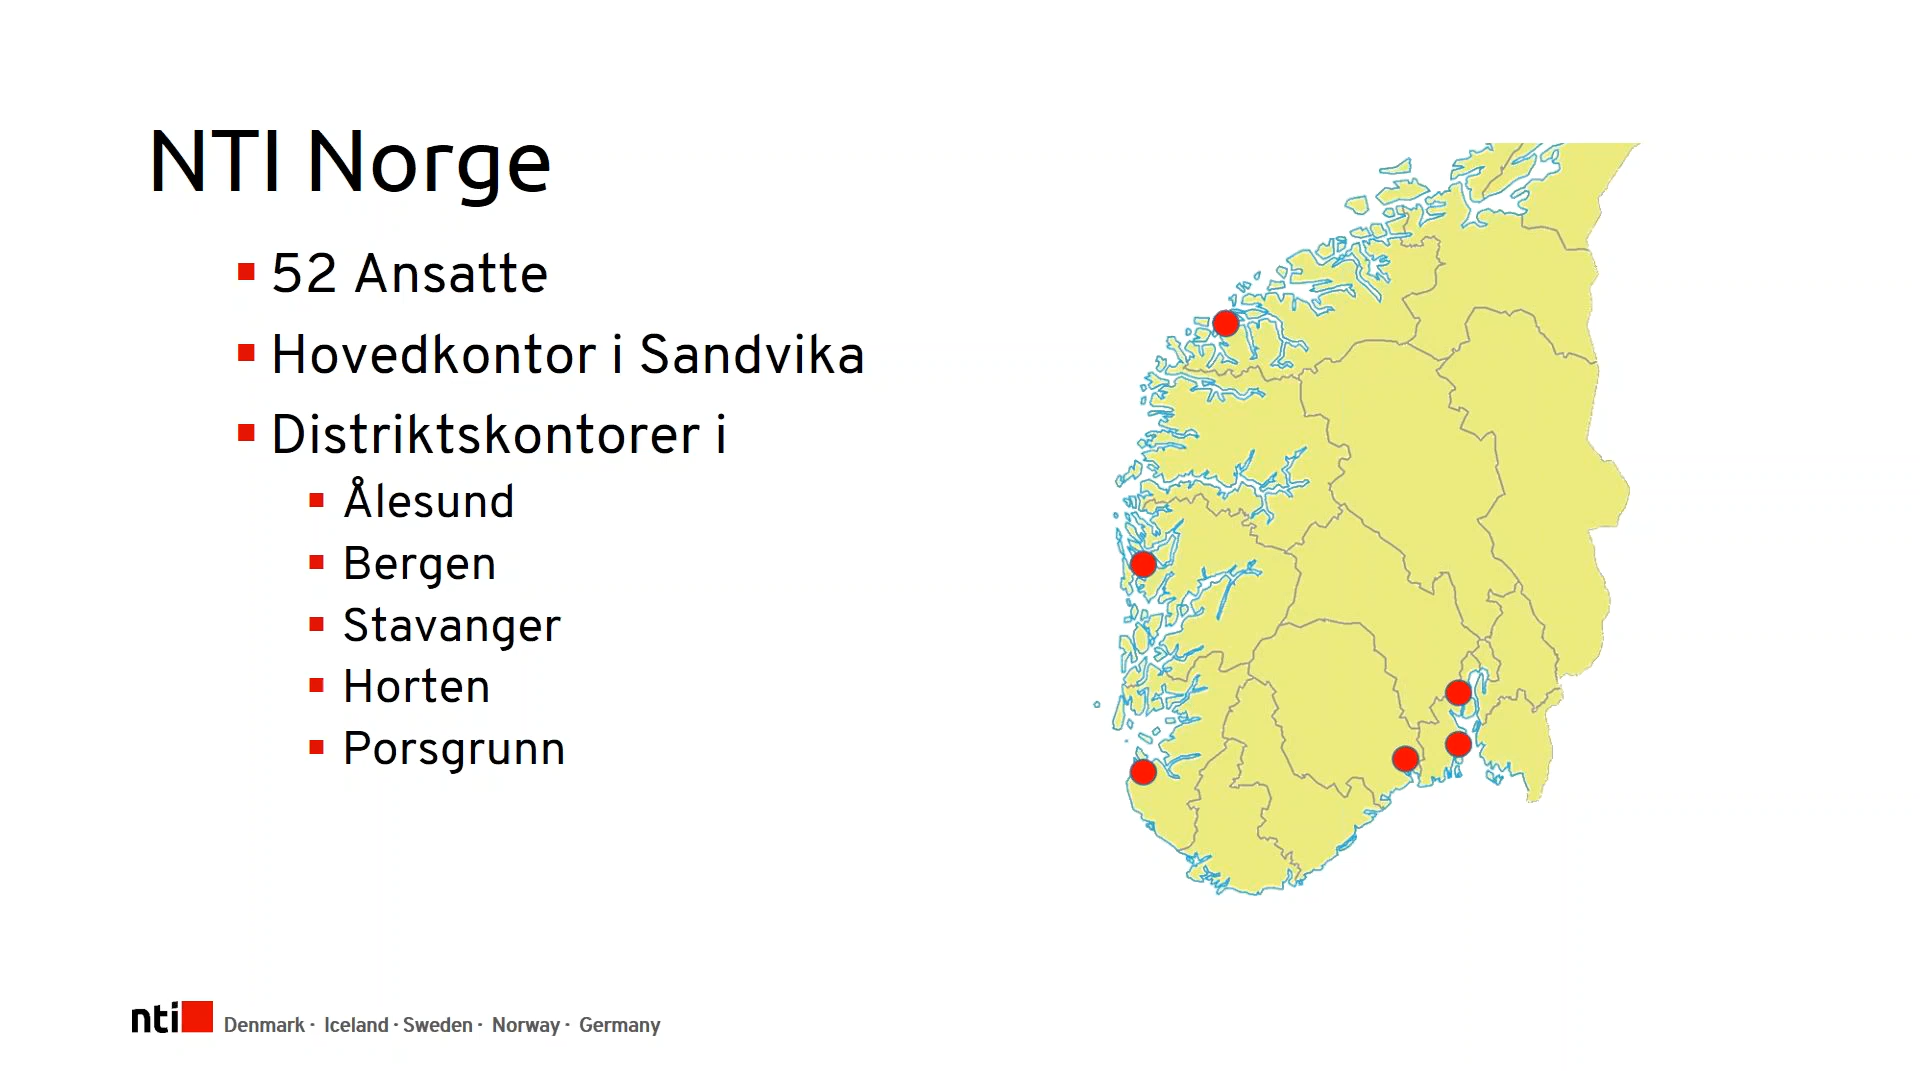 NTI Norge
52 Ansatte
Hovedkontor i Sandvika
Distriktskontorer i
Ålesund
Bergen
Stavanger
Horten
Porsgrunn
nti Denmark · Iceland · Sweden · Norway · Germany